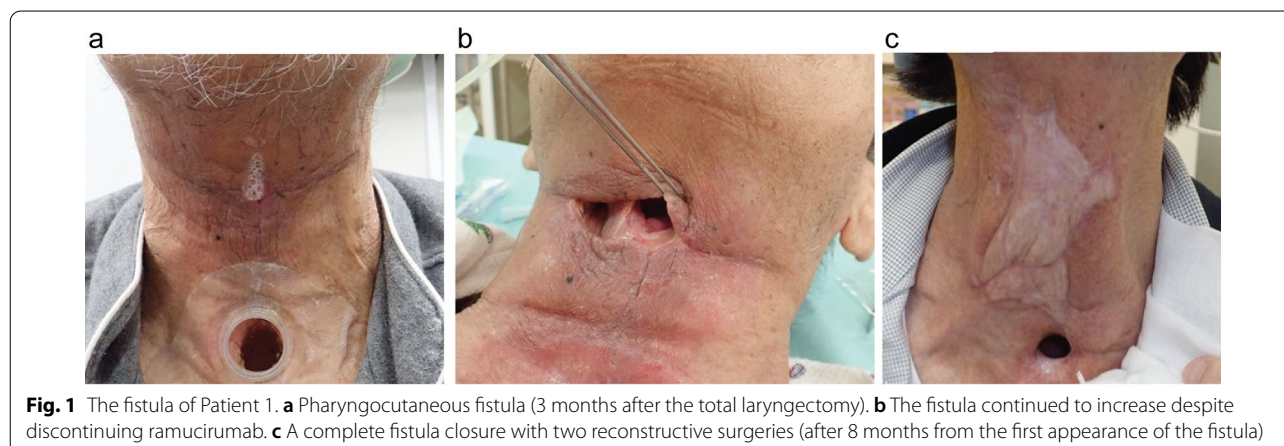 a
b
c
Fig. 1 The fistula of Patient 1. a Pharyngocutaneous fistula (3 months after the total laryngectomy). b The fistula continued to increase despite
discontinuing ramucirumab. c A complete fistula closure with two reconstructive surgeries (after 8 months from the first appearance of the fistula)